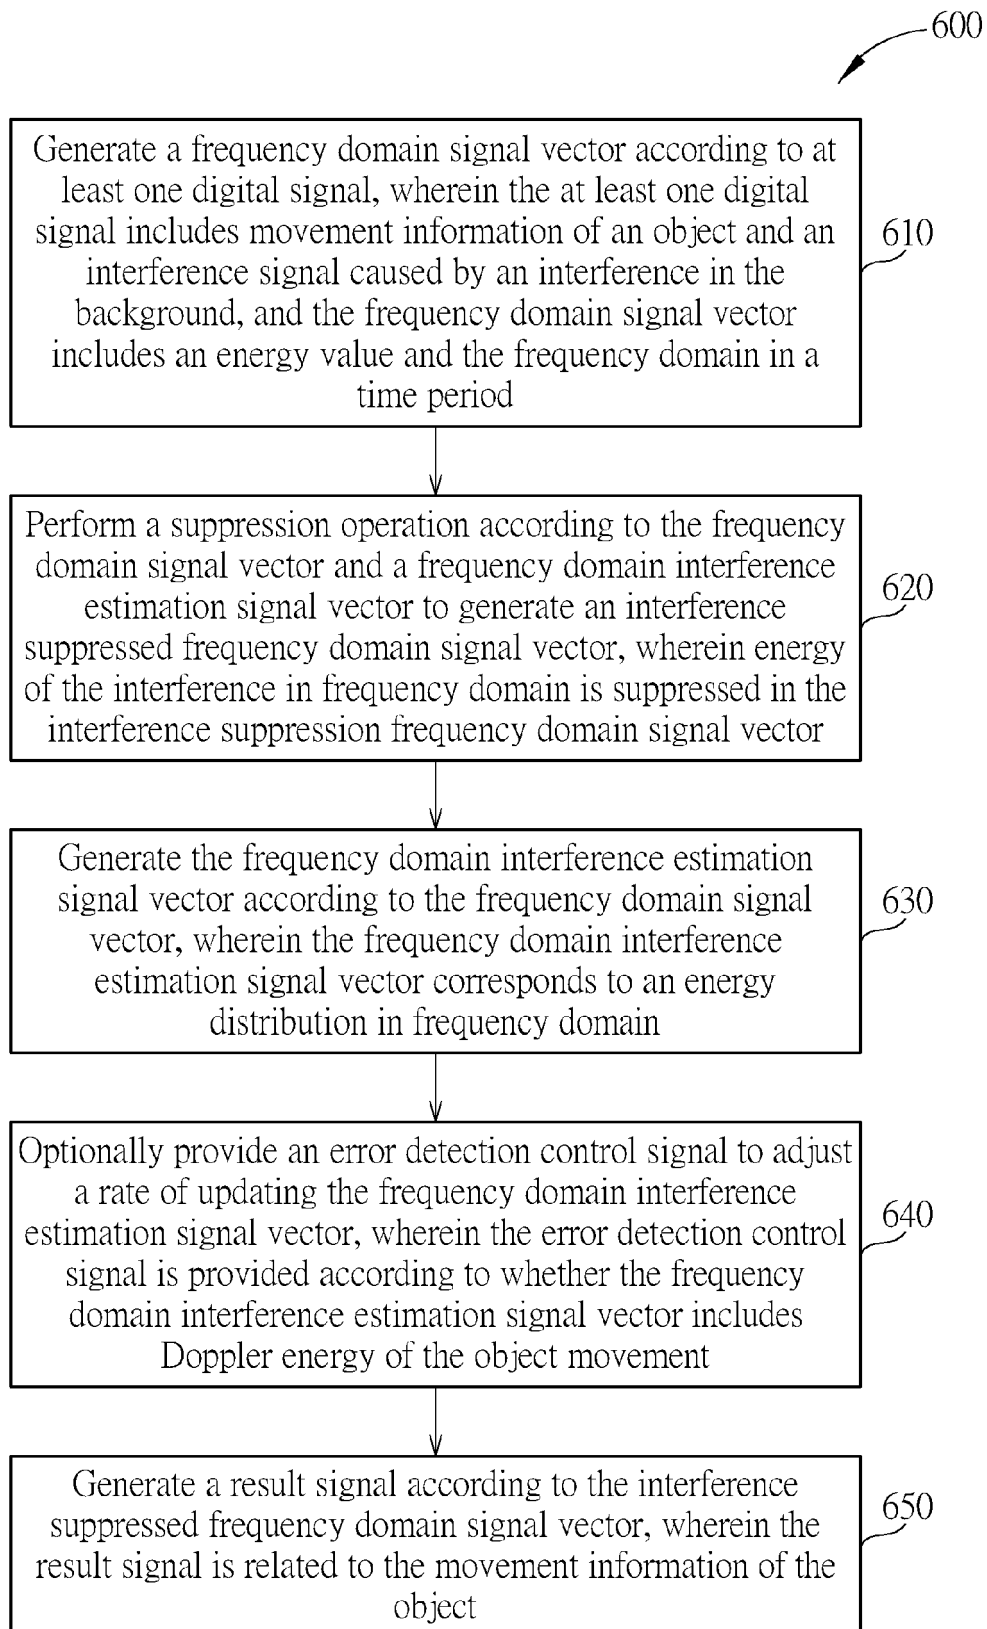 600
Generate a frequency domain signal vector according to at
least one digital signal, wherein the at least one digital
signal includes movement information of an object and an
interference signal caused by an interference in the
background, and the frequency domain signal vector
includes an energy value and the frequency domain in a
time period
610
Perform a suppression operation according to the frequency
domain signal vector and a frequency domain interference
estimation signal vector to generate an interference
suppressed frequency domain signal vector, wherein energy
of the interference in frequency domain is suppressed in the
interference suppression frequency domain signal vector
620
Generate the frequency domain interference estimation
signal vector according to the frequency domain signal
vector, wherein the frequency domain interference
estimation signal vector corresponds to an energy
distribution in frequency domain
630
Optionally provide an error detection control signal to adjust
a rate of updating the frequency domain interference
estimation signal vector, wherein the error detection control
signal is provided according to whether the frequency
domain interference estimation signal vector includes
Doppler energy of the object movement
640
Generate a result signal according to the interference
suppressed frequency domain signal vector, wherein the
result signal is related to the movement information of the
object
650